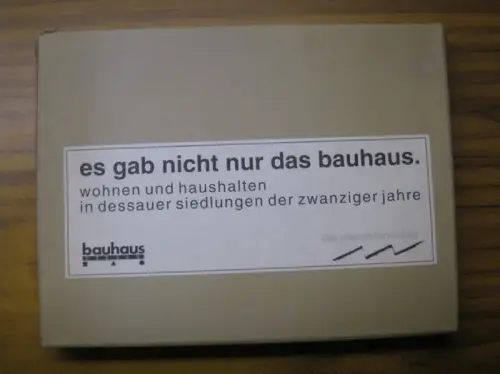 es gab nicht nur das bauhaus.
wohnen und haushalten
in dessauer siedlungen der zwanziger jahre
bauhaus